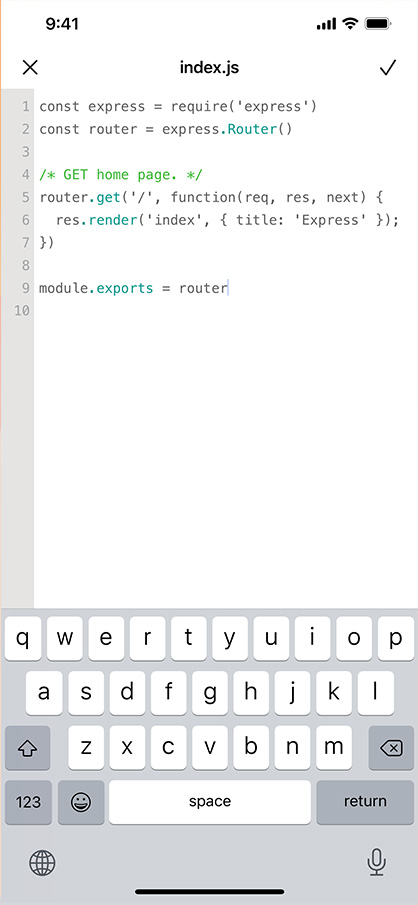 9:41
index.js
1 const express = require('express')
2 const router = express.Router()
3
4 /* GET home page. */
5 router.get('/', function(req, res, next) {
6   res.render('index', { title: 'Express' });
7 })
8
9 module.exports = router
10
q w e r t y u i o p
a s d f g h j k l
z x c v b n m
123 space return